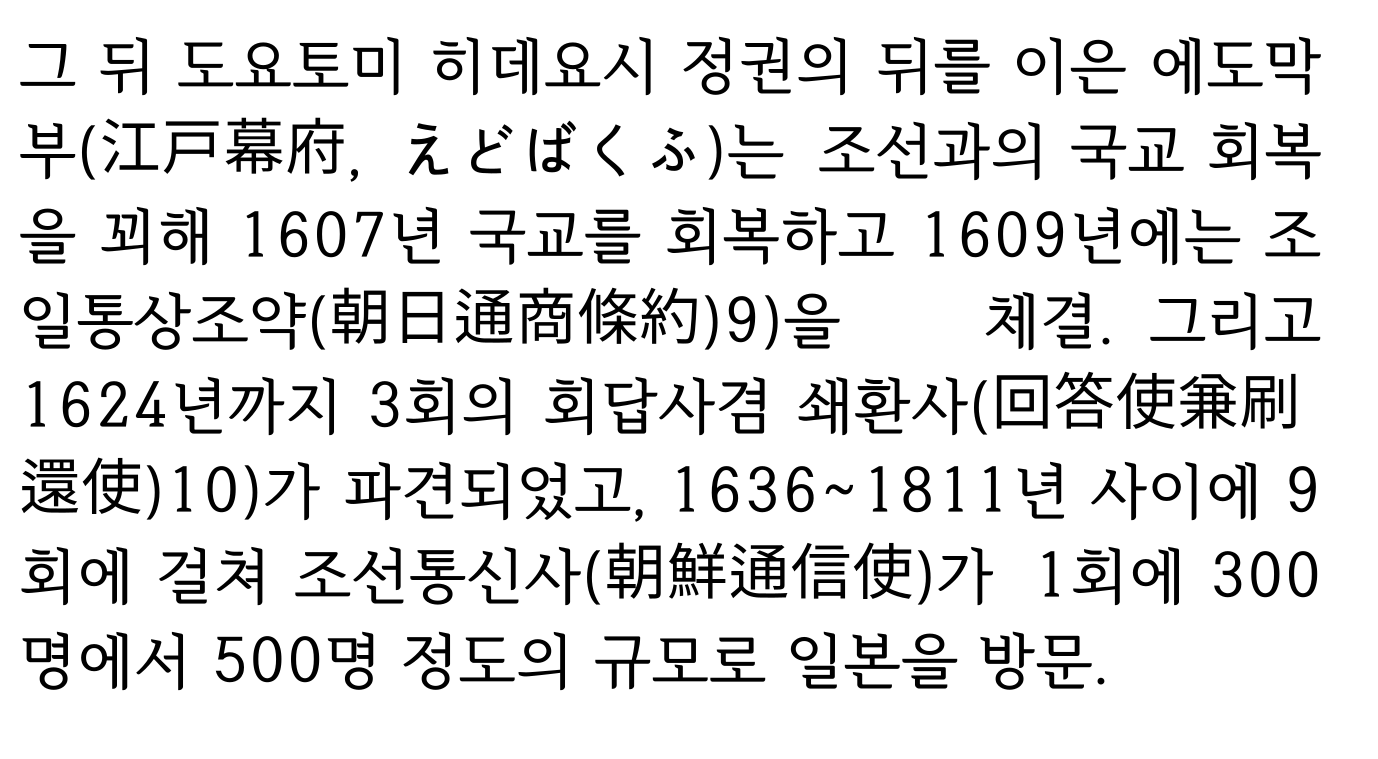 그 뒤 도요토미 히데요시 정권의 뒤를 이은 에도막
부(江戸幕府, えどばくふ)는 조선과의 국교 회복
을 꾀해 1607년 국교를 회복하고 1609년에는 조
일통상조약(朝日通商條約)9)을 체결. 그리고
1624년까지 3회의 회답사겸 쇄환사(回答使兼刷
還使)10)가 파견되었고, 1636~1811년 사이에 9
회에 걸쳐 조선통신사(朝鮮通信使)가 1회에 300
명에서 500명 정도의 규모로 일본을 방문.